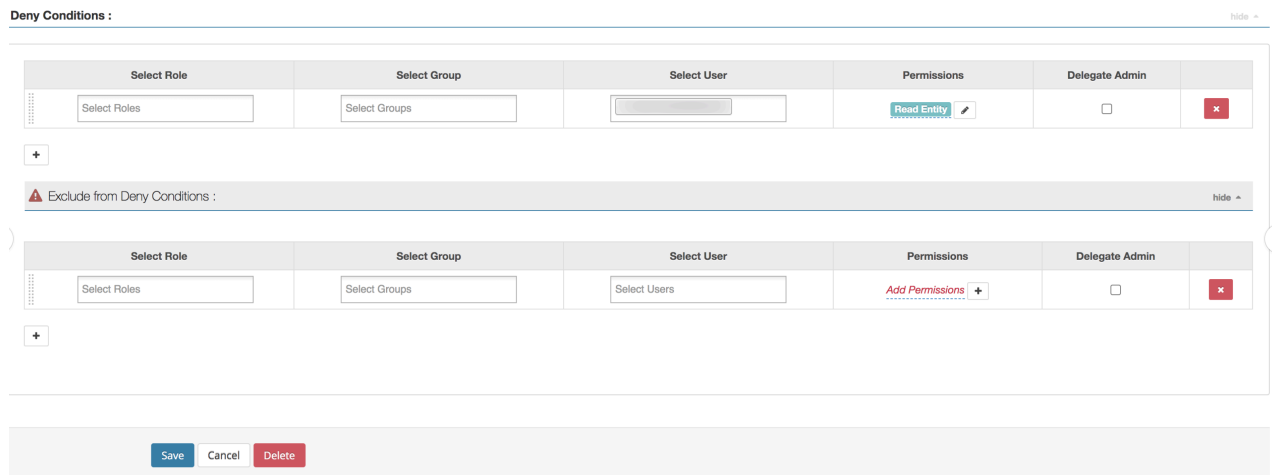 Deny Conditions :
hide
Select Role Select Group Select User Permissions Delegate Admin
Select Roles Select Groups Read Entity
Exclude from Deny Conditions :
hide
Select Role Select Group Select User Permissions Delegate Admin
Select Roles Select Groups Select Users Add Permissions
Save Cancel Delete